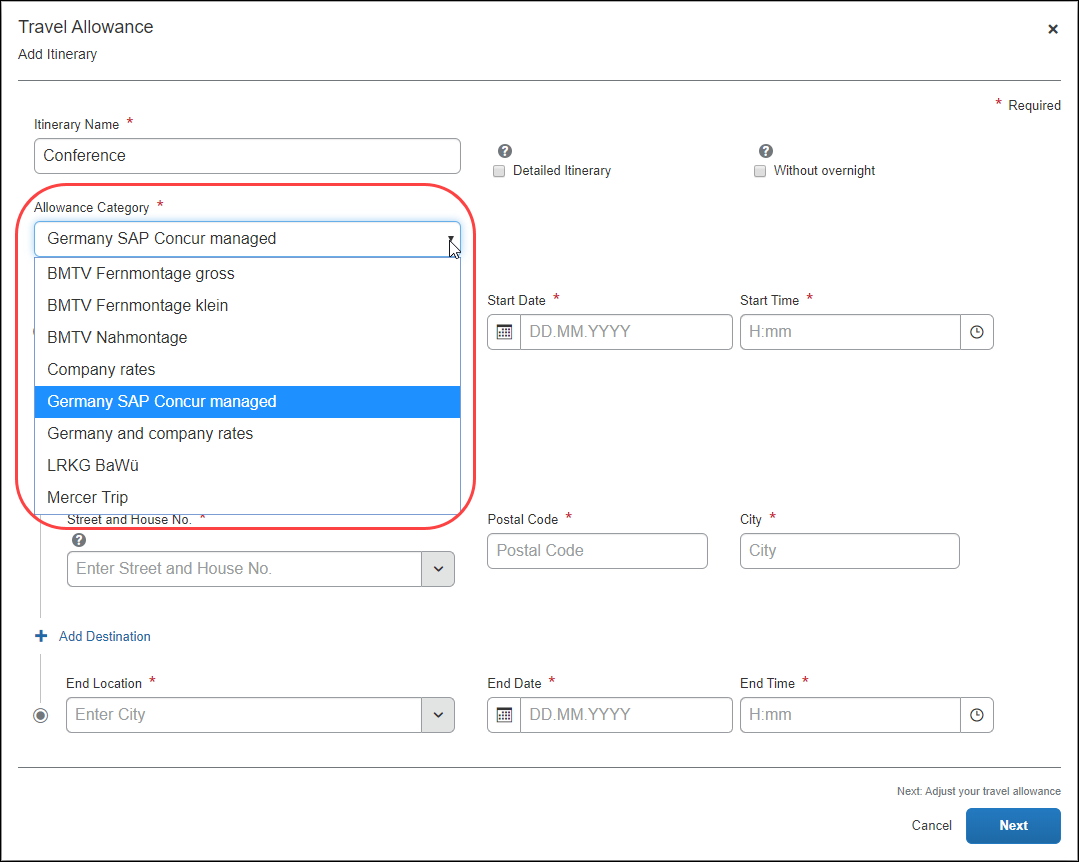 Travel Allowance
Add Itinerary
* Required
Itinerary Name *
Conference
Detailed Itinerary
Without overnight
Allowance Category *
Germany SAP Concur managed
BMTV Fernmontage gross
BMTV Fernmontage klein
BMTV Nahmontage
Company rates
Germany SAP Concur managed
Germany and company rates
LRKG BaWü
Mercer Trip
Start Date *
Start Time *
DD.MM.YYYY
H:mm
Street and House No. *
Postal Code *
City *
Enter Street and House No.
Postal Code
City
Add Destination
End Location *
End Date *
End Time *
Enter City
DD.MM.YYYY
H:mm
Next: Adjust your travel allowance
Cancel
Next